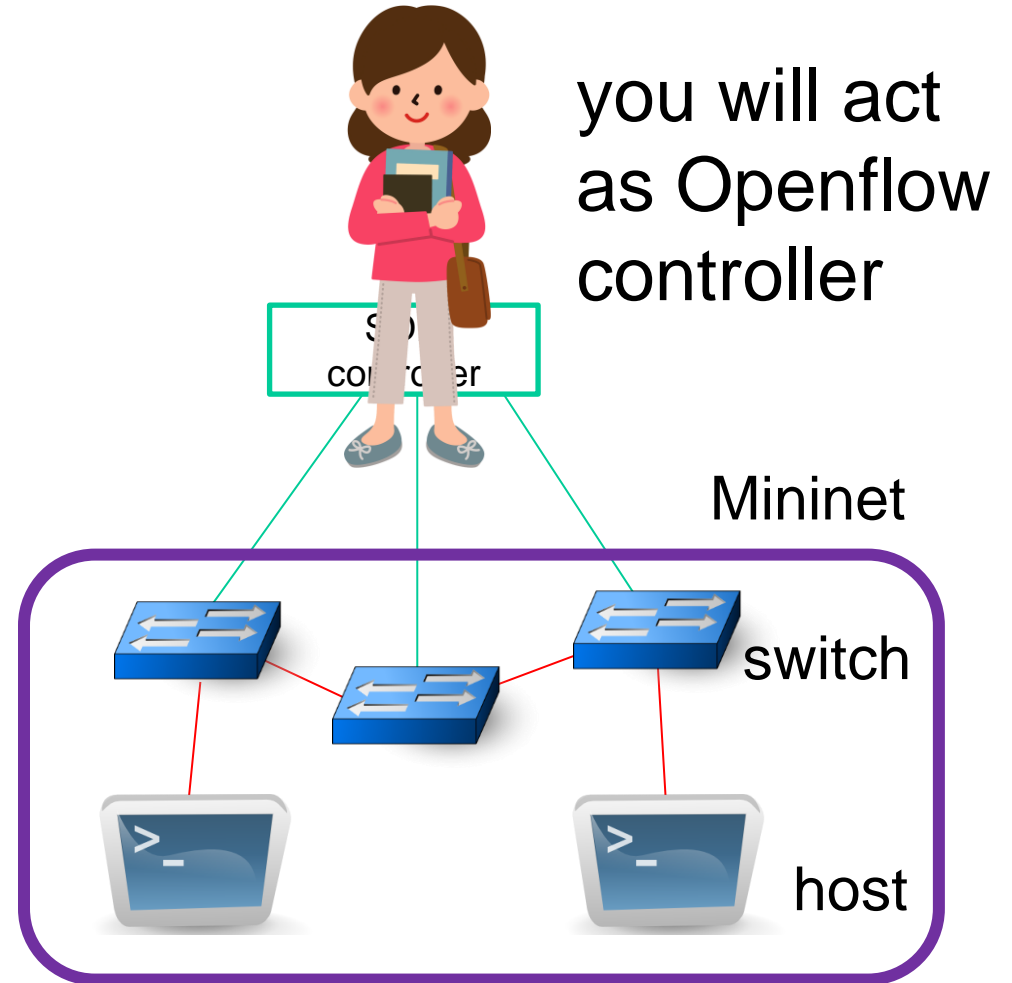 you will act
as Openflow
controller
Mininet
switch
>_
>_
host